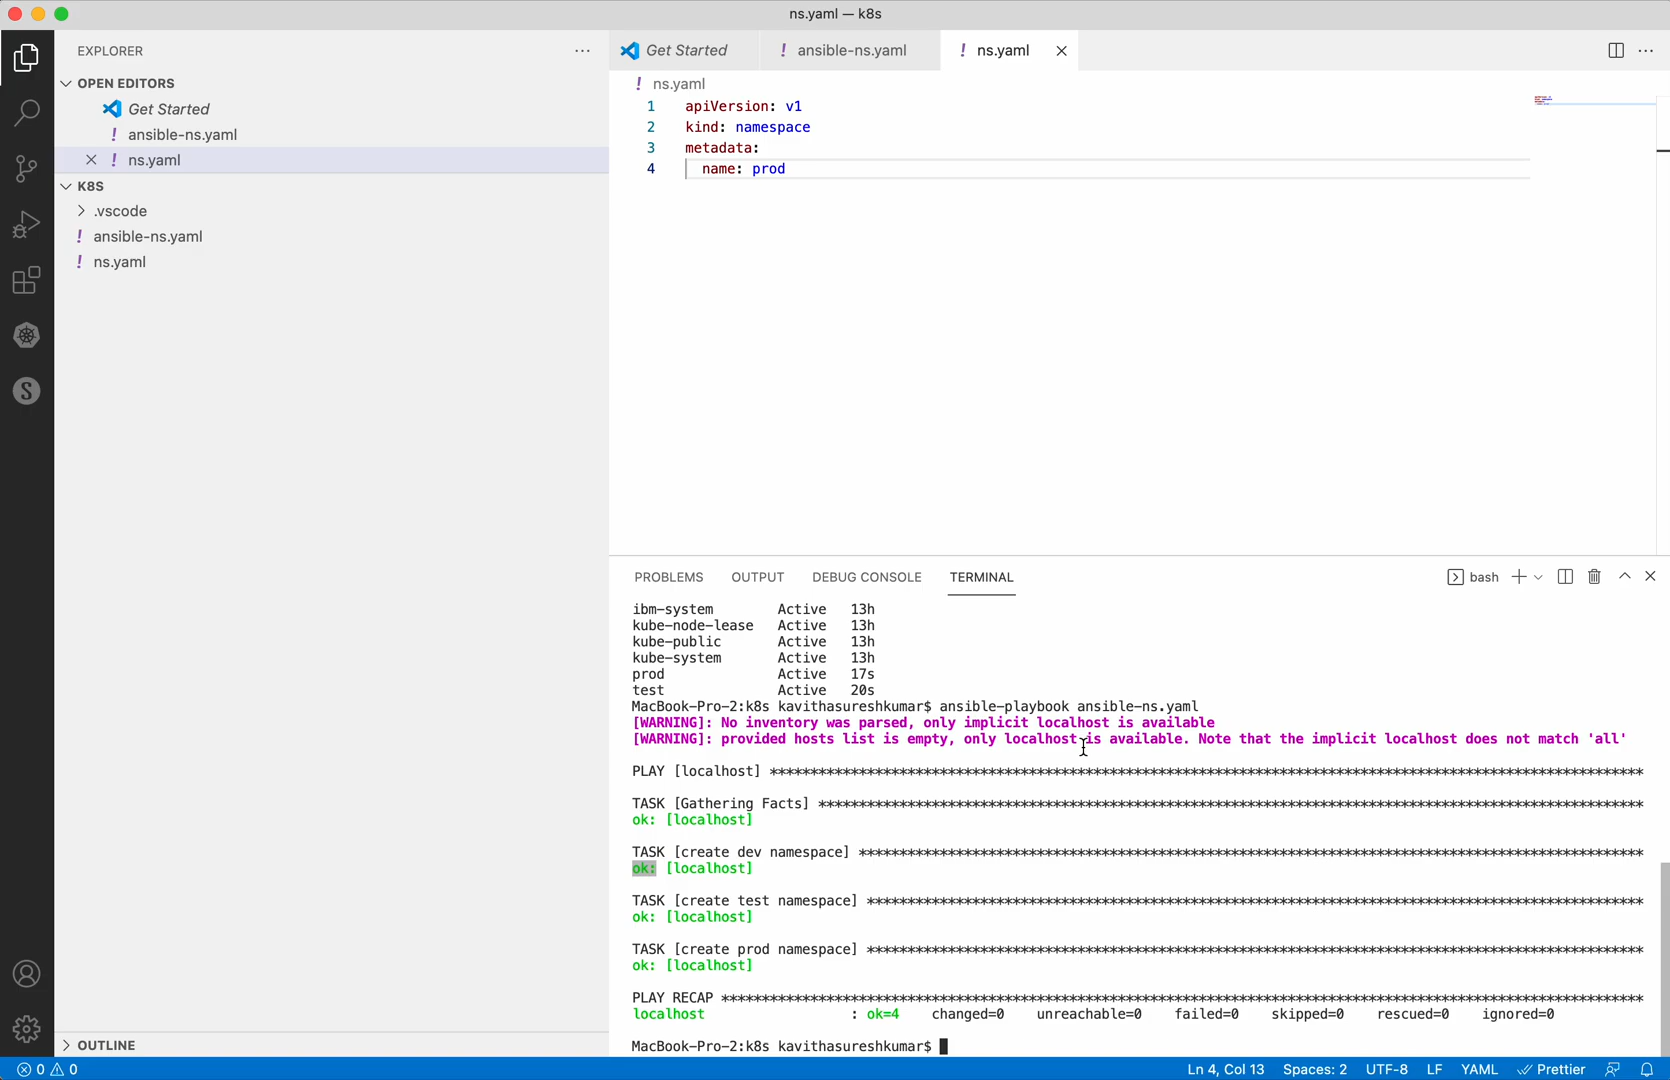 ns.yaml — k8s
EXPLORER
OPEN EDITORS
Get Started
ansible-ns.yaml
ns.yaml
K8S
.vscode
ansible-ns.yaml
ns.yaml
OUTLINE
Get Started
ansible-ns.yaml
ns.yaml
ns.yaml
1 apiVersion: v1
2 kind: namespace
3 metadata:
4 name: prod
PROBLEMS OUTPUT DEBUG CONSOLE TERMINAL
bash
ibm-system Active 13h
kube-node-lease Active 13h
kube-public Active 13h
kube-system Active 13h
prod Active 17s
test Active 20s
MacBook-Pro-2:k8s kavithasureshkumar$ ansible-playbook ansible-ns.yaml
[WARNING]: No inventory was parsed, only implicit localhost is available
[WARNING]: provided hosts list is empty, only localhost is available. Note that the implicit localhost does not match 'all'
PLAY [localhost] **********************************************************************************************************
TASK [Gathering Facts] ******************************************************************************************************
ok: [localhost]
TASK [create dev namespace] *************************************************************************************************
ok: [localhost]
TASK [create test namespace] ************************************************************************************************
ok: [localhost]
TASK [create prod namespace] ************************************************************************************************
ok: [localhost]
PLAY RECAP ******************************************************************************************************************
localhost : ok=4 changed=0 unreachable=0 failed=0 skipped=0 rescued=0 ignored=0
MacBook-Pro-2:k8s kavithasureshkumar$
0 0 Ln 4, Col 13 Spaces: 2 UTF-8 LF YAML Prettier